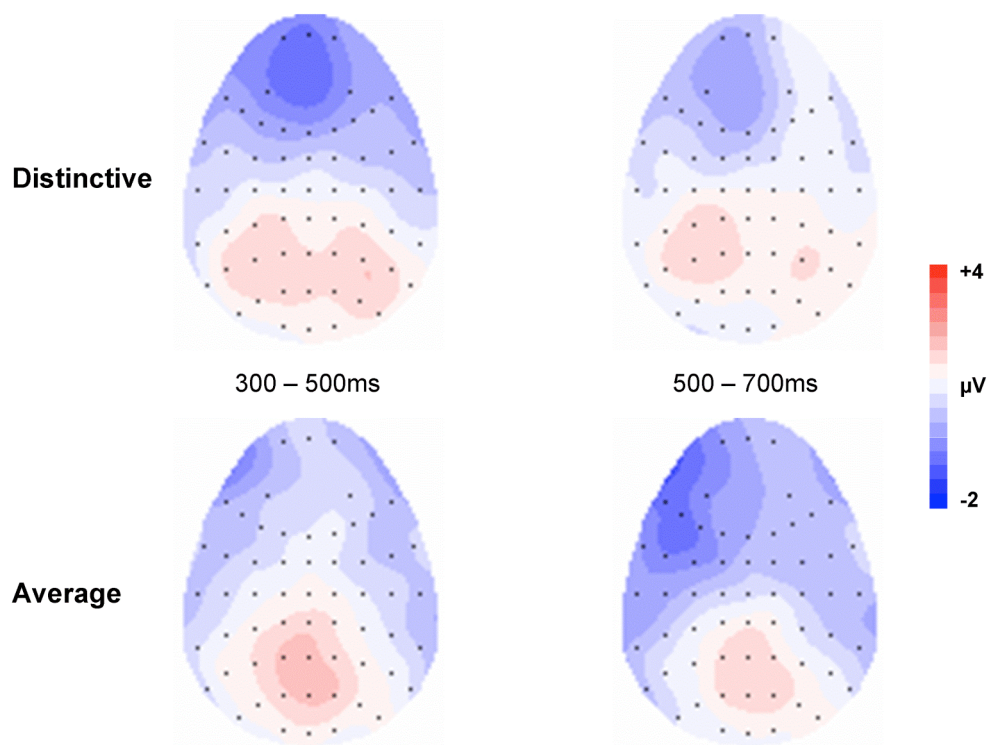 Distinctive
+4
300 – 500ms
500 – 700ms
µV
-2
Average